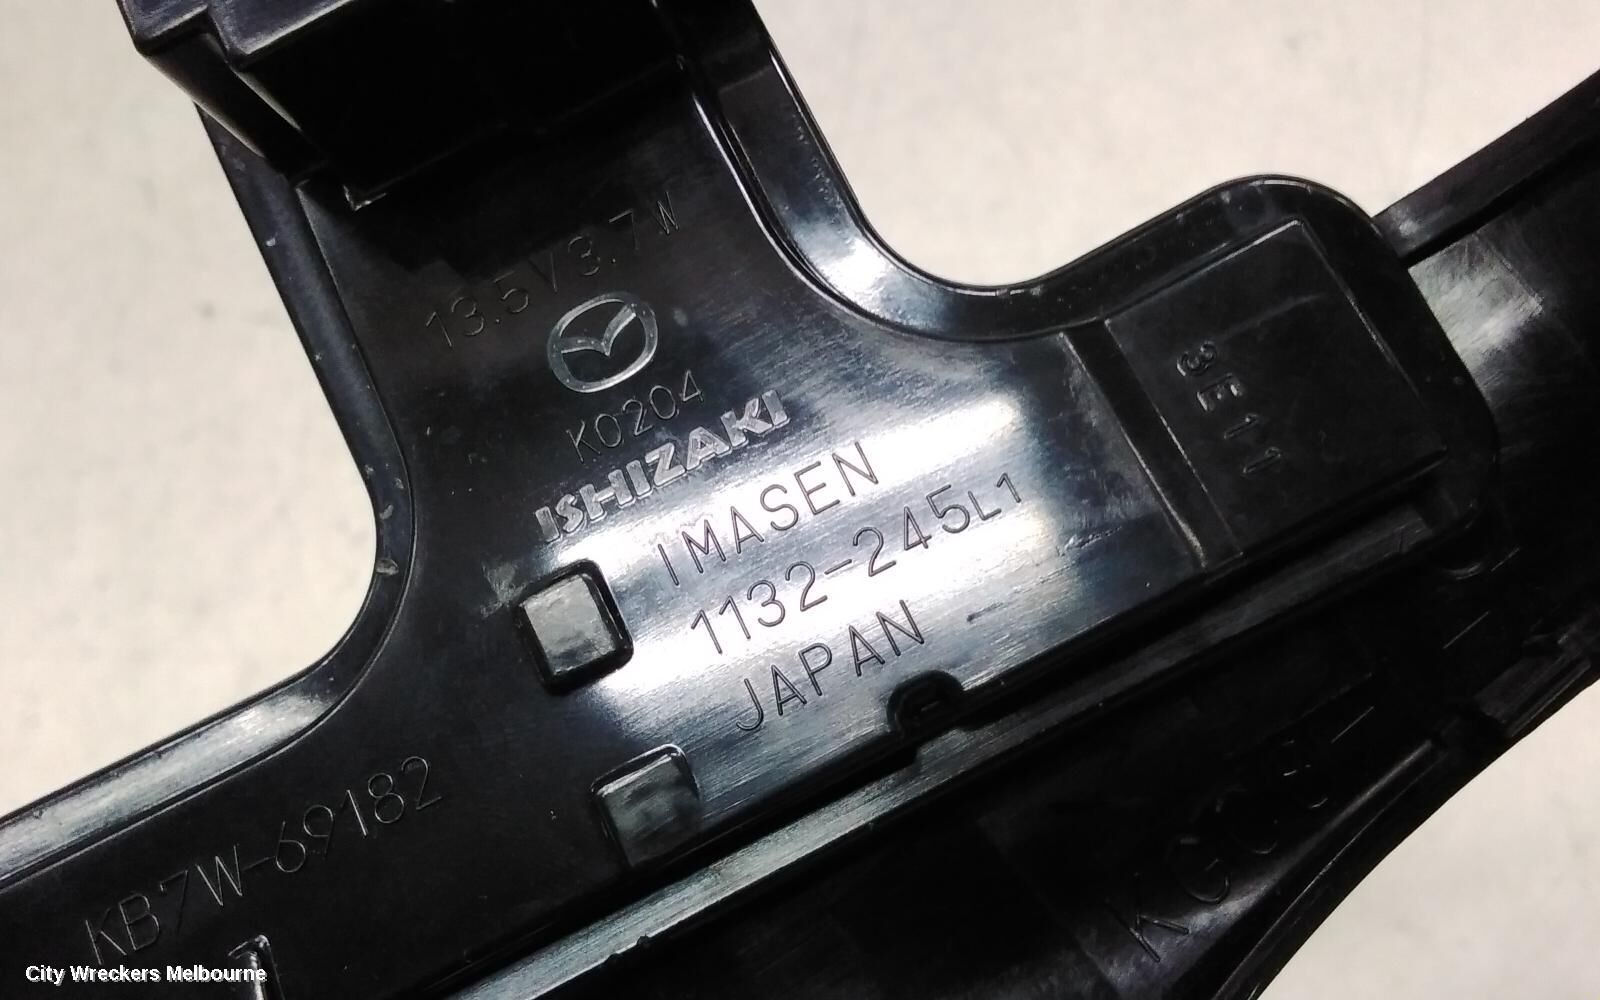 13.5V3.7W
K0204
ISHIZAKI
IMASEN
1132-245L1
JAPAN
3E11
KB7W-69182
City Wreckers Melbourne